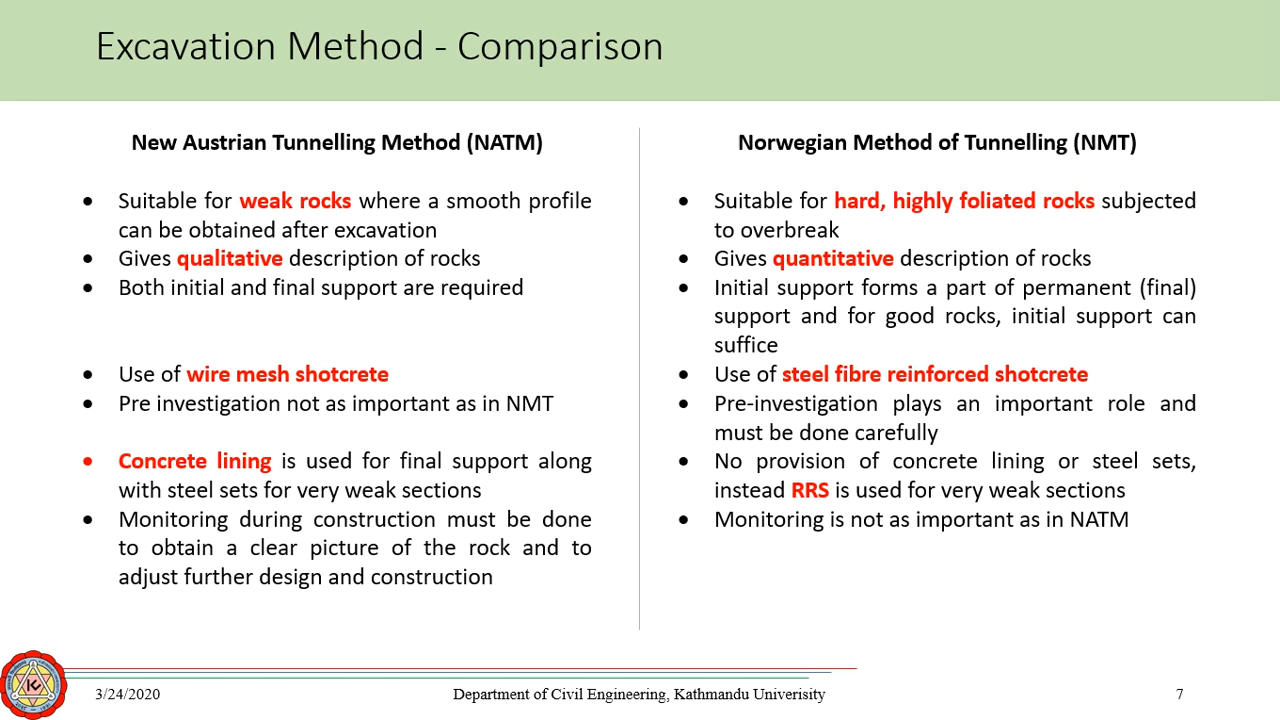 Excavation Method - Comparison
New Austrian Tunnelling Method (NATM)
• Suitable for weak rocks where a smooth profile
can be obtained after excavation
• Gives qualitative description of rocks
• Both initial and final support are required
• Use of wire mesh shotcrete
• Pre investigation not as important as in NMT
• Concrete lining is used for final support along
with steel sets for very weak sections
• Monitoring during construction must be done
to obtain a clear picture of the rock and to
adjust further design and construction
Norwegian Method of Tunnelling (NMT)
• Suitable for hard, highly foliated rocks subjected
to overbreak
• Gives quantitative description of rocks
• Initial support forms a part of permanent (final)
support and for good rocks, initial support can
suffice
• Use of steel fibre reinforced shotcrete
• Pre-investigation plays an important role and
must be done carefully
• No provision of concrete lining or steel sets,
instead RRS is used for very weak sections
• Monitoring is not as important as in NATM
3/24/2020
Department of Civil Engineering, Kathmandu Univerisity
7